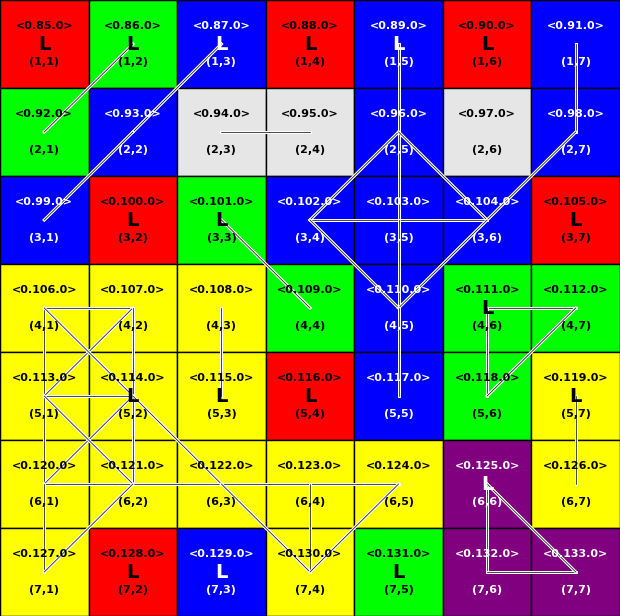 <0.85.0> <0.86.0> <0.87.0> <0.88.0> <0.89.0> <0.90.0> <0.91.0>
L L L L L L
(1,1) (1,2) (1,3) (1,4) (1,5) (1,6) (1,7)
<0.92.0> <0.93.0> <0.94.0> <0.95.0> <0.96.0> <0.97.0> <0.98.0>
(2,1) (2,2) (2,3) (2,4) (2,5) (2,6) (2,7)
<0.99.0> <0.100.0> <0.101.0> <0.102.0> <0.103.0> <0.104.0> <0.105.0>
L L L
(3,1) (3,2) (3,3) (3,4) (3,5) (3,6) (3,7)
<0.106.0> <0.107.0> <0.108.0> <0.109.0> <0.110.0> <0.111.0> <0.112.0>
L
(4,1) (4,2) (4,3) (4,4) (4,5) (4,6) (4,7)
<0.113.0> <0.114.0> <0.115.0> <0.116.0> <0.117.0> <0.118.0> <0.119.0>
L L L
(5,1) (5,2) (5,3) (5,4) (5,5) (5,6) (5,7)
<0.120.0> <0.121.0> <0.122.0> <0.123.0> <0.124.0> <0.125.0> <0.126.0>
L
(6,1) (6,2) (6,3) (6,4) (6,5) (6,6) (6,7)
<0.127.0> <0.128.0> <0.129.0> <0.130.0> <0.131.0> <0.132.0> <0.133.0>
L L L
(7,1) (7,2) (7,3) (7,4) (7,5) (7,6) (7,7)